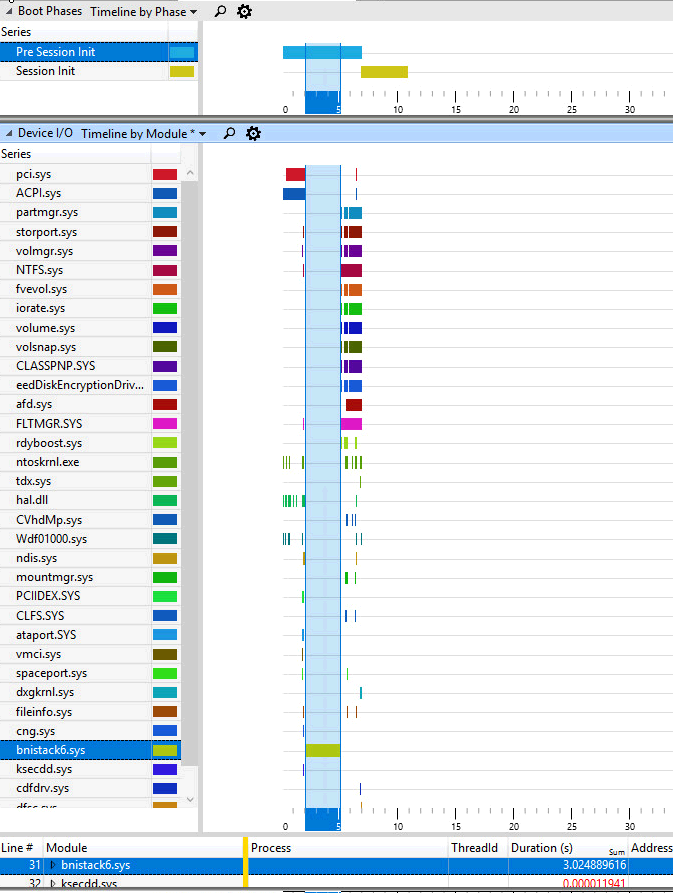 Boot Phases Timeline by Phase
Series
Pre Session Init
Session Init
0 5 10 15 20 25 30
Device I/O Timeline by Module *
Series
pci.sys
ACPI.sys
partmgr.sys
storport.sys
volmgr.sys
NTFS.sys
fvevol.sys
iorate.sys
volume.sys
volsnap.sys
CLASSPNP.SYS
eedDiskEncryptionDriv...
afd.sys
FLTMGR.SYS
rdyboost.sys
ntoskrnl.exe
tdx.sys
hal.dll
CVhdMp.sys
Wdf01000.sys
ndis.sys
mountmgr.sys
PCIIDEX.SYS
CLFS.SYS
ataport.SYS
vmci.sys
spaceport.sys
dxgkrnl.sys
fileinfo.sys
cng.sys
bnistack6.sys
ksecdd.sys
cdfdrv.sys
dfsc.sys
0 5 10 15 20 25 30
Line # Module Process ThreadId Duration (s) Sum Address
31 bnistack6.sys 3.024889616
32 ksecdd.sys 0.000011941